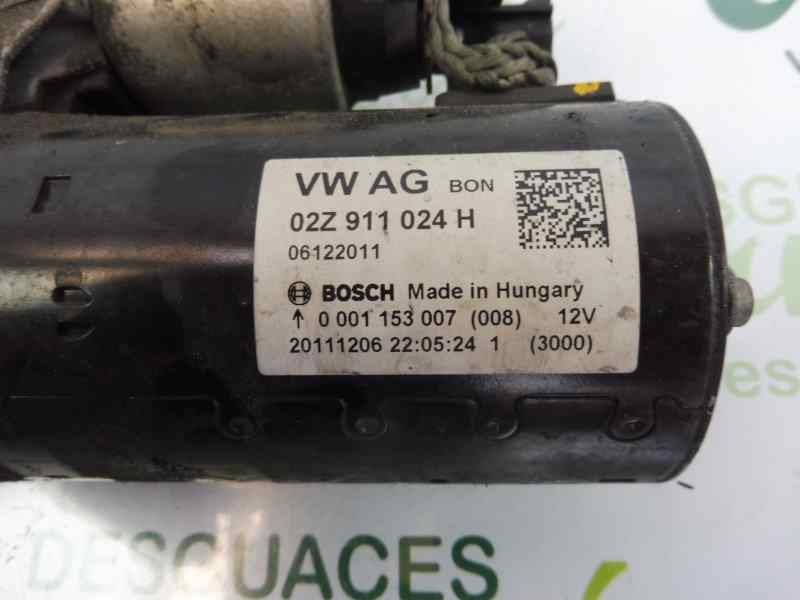 VW AG BON
02Z 911 024 H
06122011
BOSCH Made in Hungary
↑ 0 001 153 007 (008) 12V
20111206 22:05:24 1 (3000)
DESGUACES